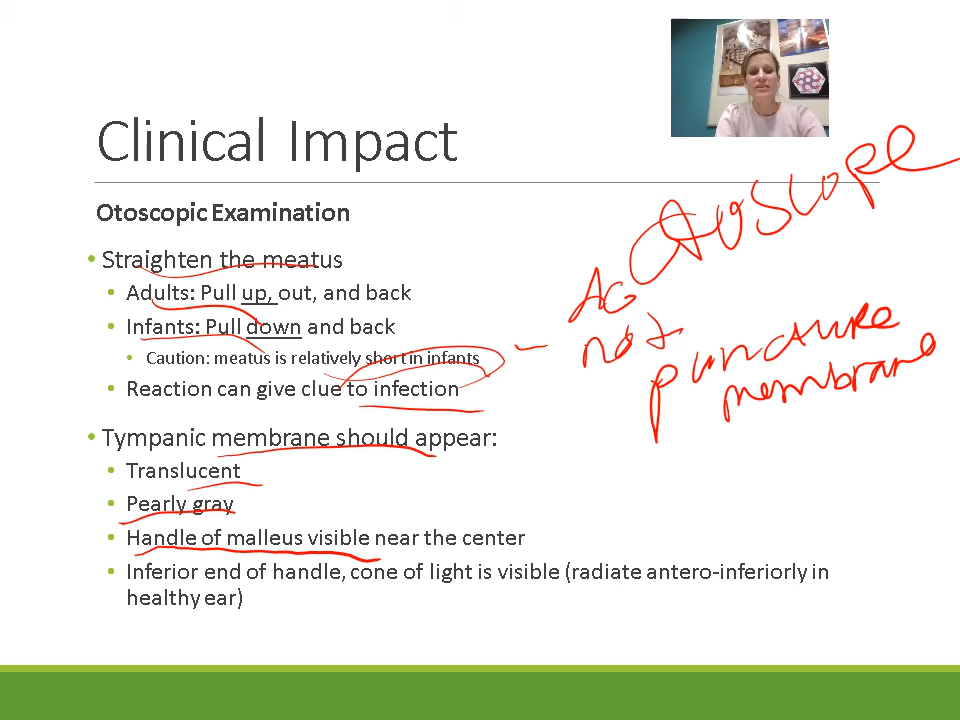 Clinical Impact
Otoscopic Examination
• Straighten the meatus
• Adults: Pull up, out, and back
• Infants: Pull down and back
• Caution: meatus is relatively short in infants
• Reaction can give clue to infection
• Tympanic membrane should appear:
• Translucent
• Pearly gray
• Handle of malleus visible near the center
• Inferior end of handle, cone of light is visible (radiate antero-inferiorly in
healthy ear)
otoscope
not
puncture
membrane